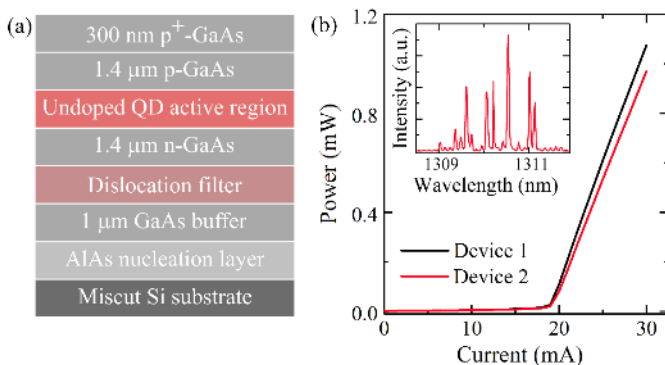 (a)
300 nm p⁺-GaAs
1.4 μm p-GaAs
Undoped QD active region
1.4 μm n-GaAs
Dislocation filter
1 μm GaAs buffer
AlAs nucleation layer
Miscut Si substrate
(b)
Power (mW)
1.2
0.8
0.4
0.0
0
10
20
30
Current (mA)
Device 1
Device 2
Intensity (a.u.)
1309
1311
Wavelength (nm)